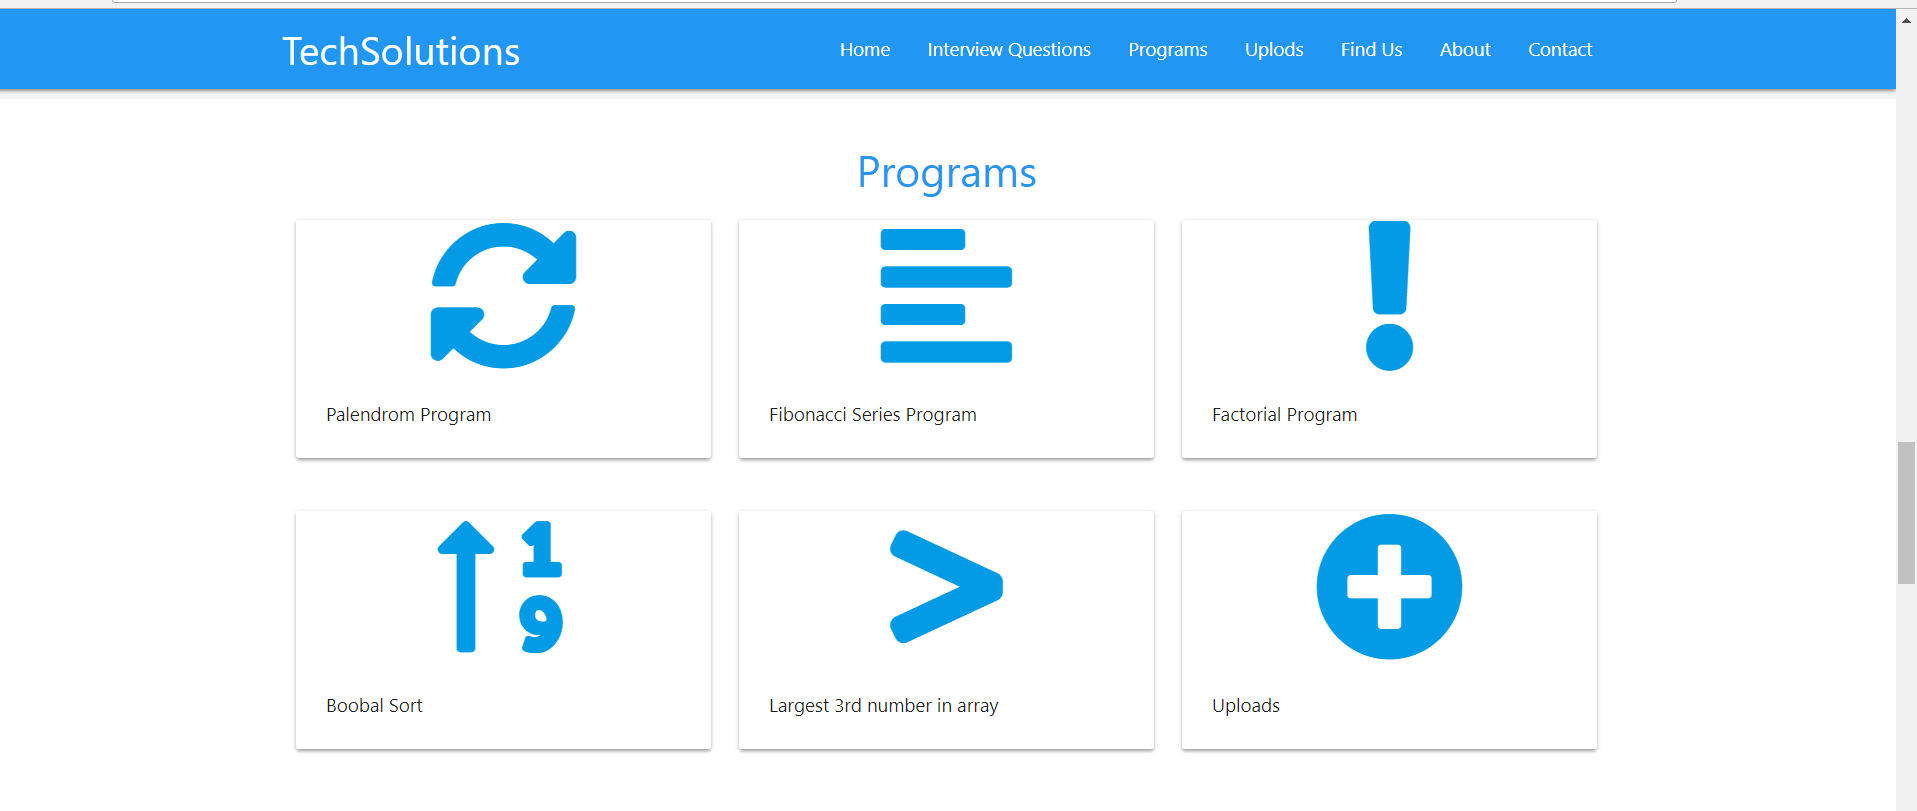 TechSolutions
Home Interview Questions Programs Uplods Find Us About Contact
Programs
Palendrom Program
Fibonacci Series Program
Factorial Program
1
9
Boobal Sort
Largest 3rd number in array
Uploads